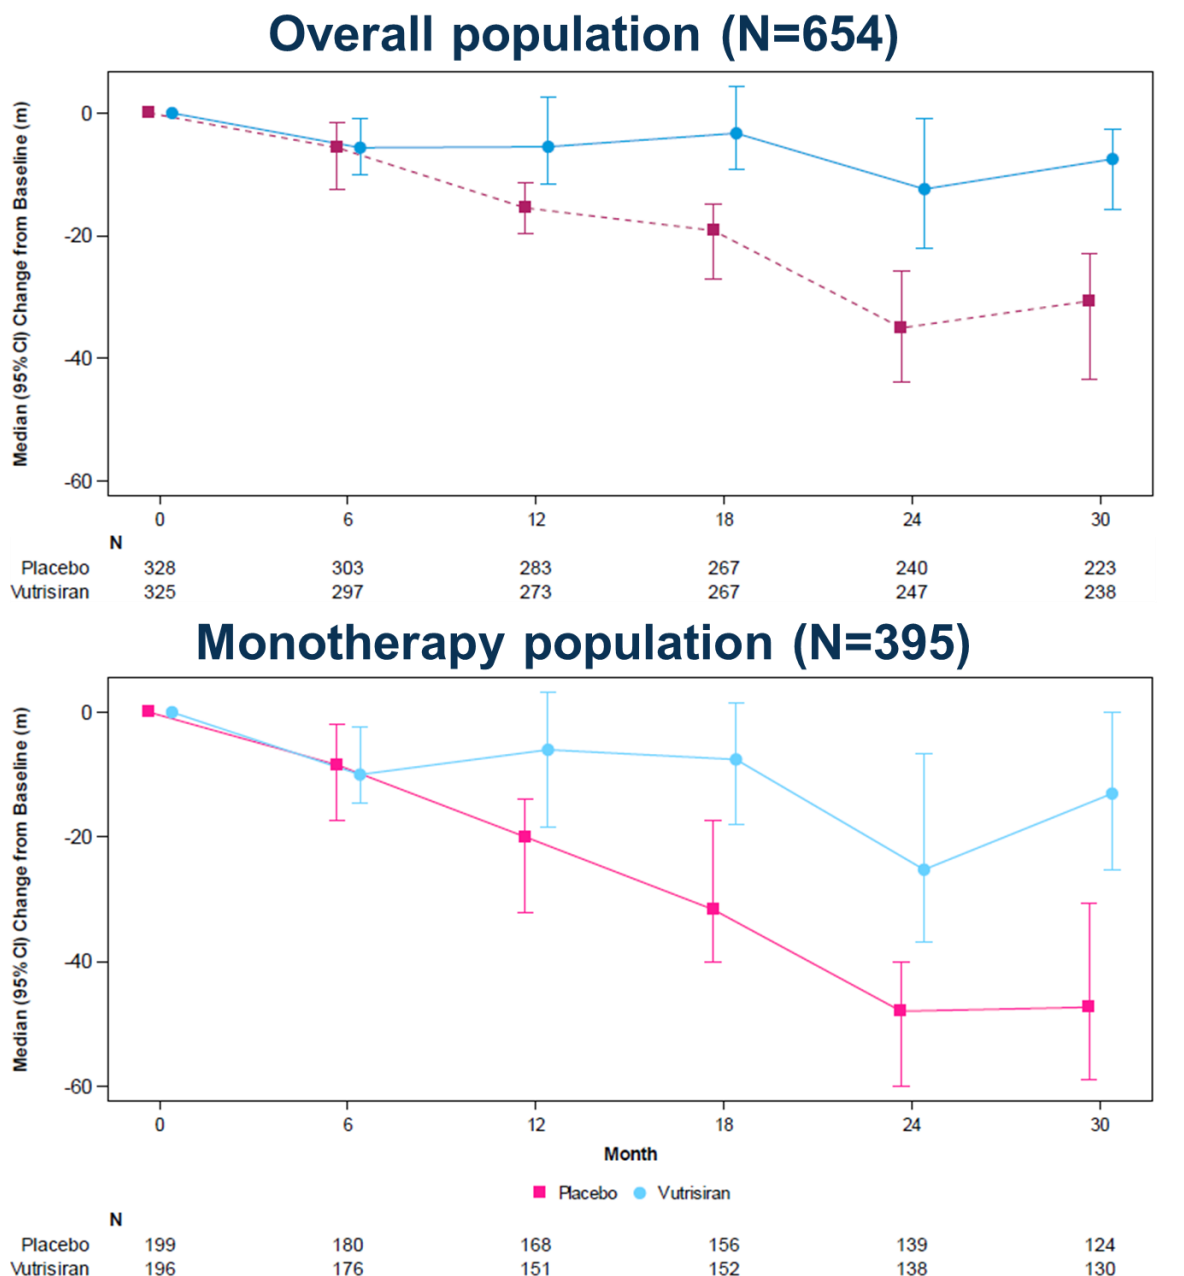 Overall population (N=654)
Median (95% CI) Change from Baseline (m)
0
-20
-40
-60
0 6 12 18 24 30
N
Placebo 328 303 283 267 240 223
Vutrisiran 325 297 273 267 247 238
Monotherapy population (N=395)
Median (95% CI) Change from Baseline (m)
0
-20
-40
-60
0 6 12 18 24 30
Month
Placebo Vutrisiran
N
Placebo 199 180 168 156 139 124
Vutrisiran 196 176 151 152 138 130